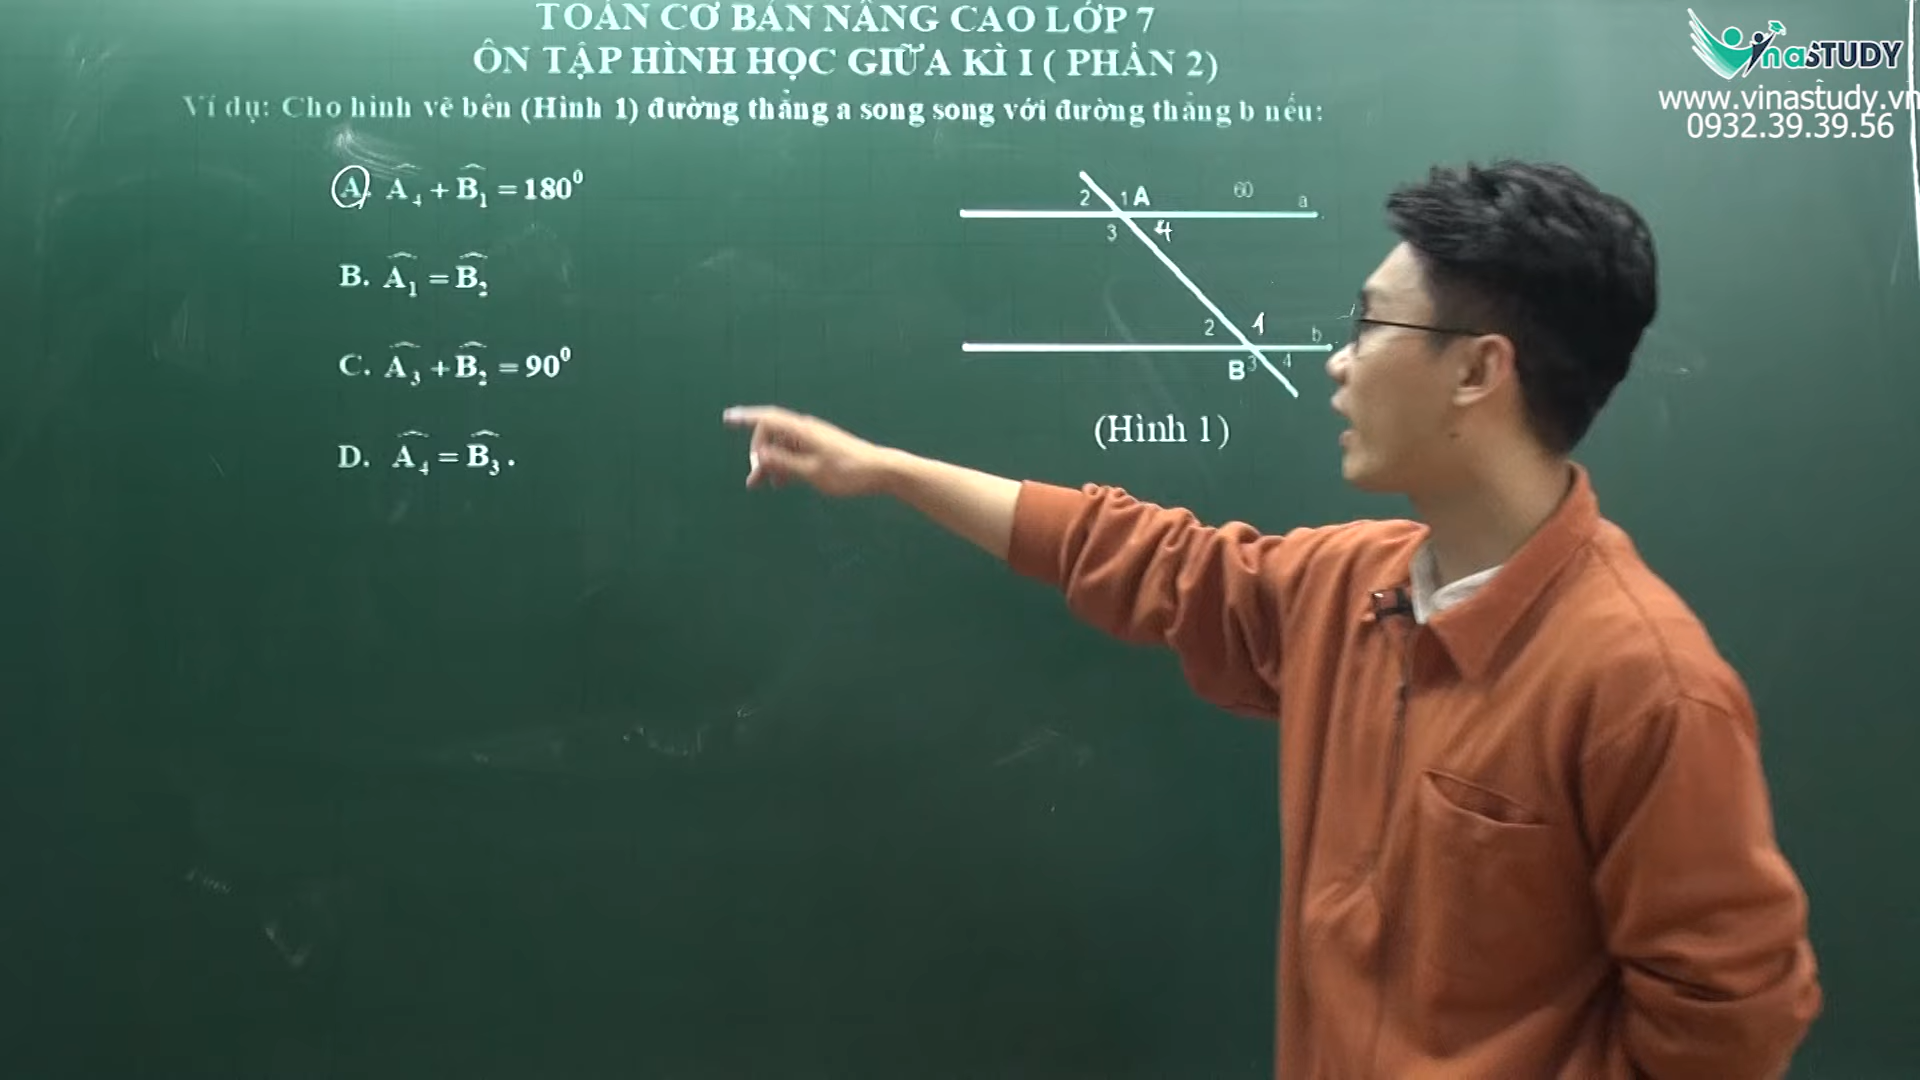 TOÁN CƠ BẢN NÂNG CAO LỚP 7
ÔN TẬP HÌNH HỌC GIỮA KÌ I ( PHẦN 2)
Ví dụ: Cho hình vẽ bên (Hình 1) đường thẳng a song song với đường thẳng b nếu:
A. A₄ + B₁ = 180⁰
B. A₁ = B₂
C. A₃ + B₂ = 90⁰
D. A₄ = B₃.
2 1 A 60 a
3 4
2 1 b
B 3 4
(Hình 1)
VinaSTUDY
www.vinastudy.vn
0932.39.39.56